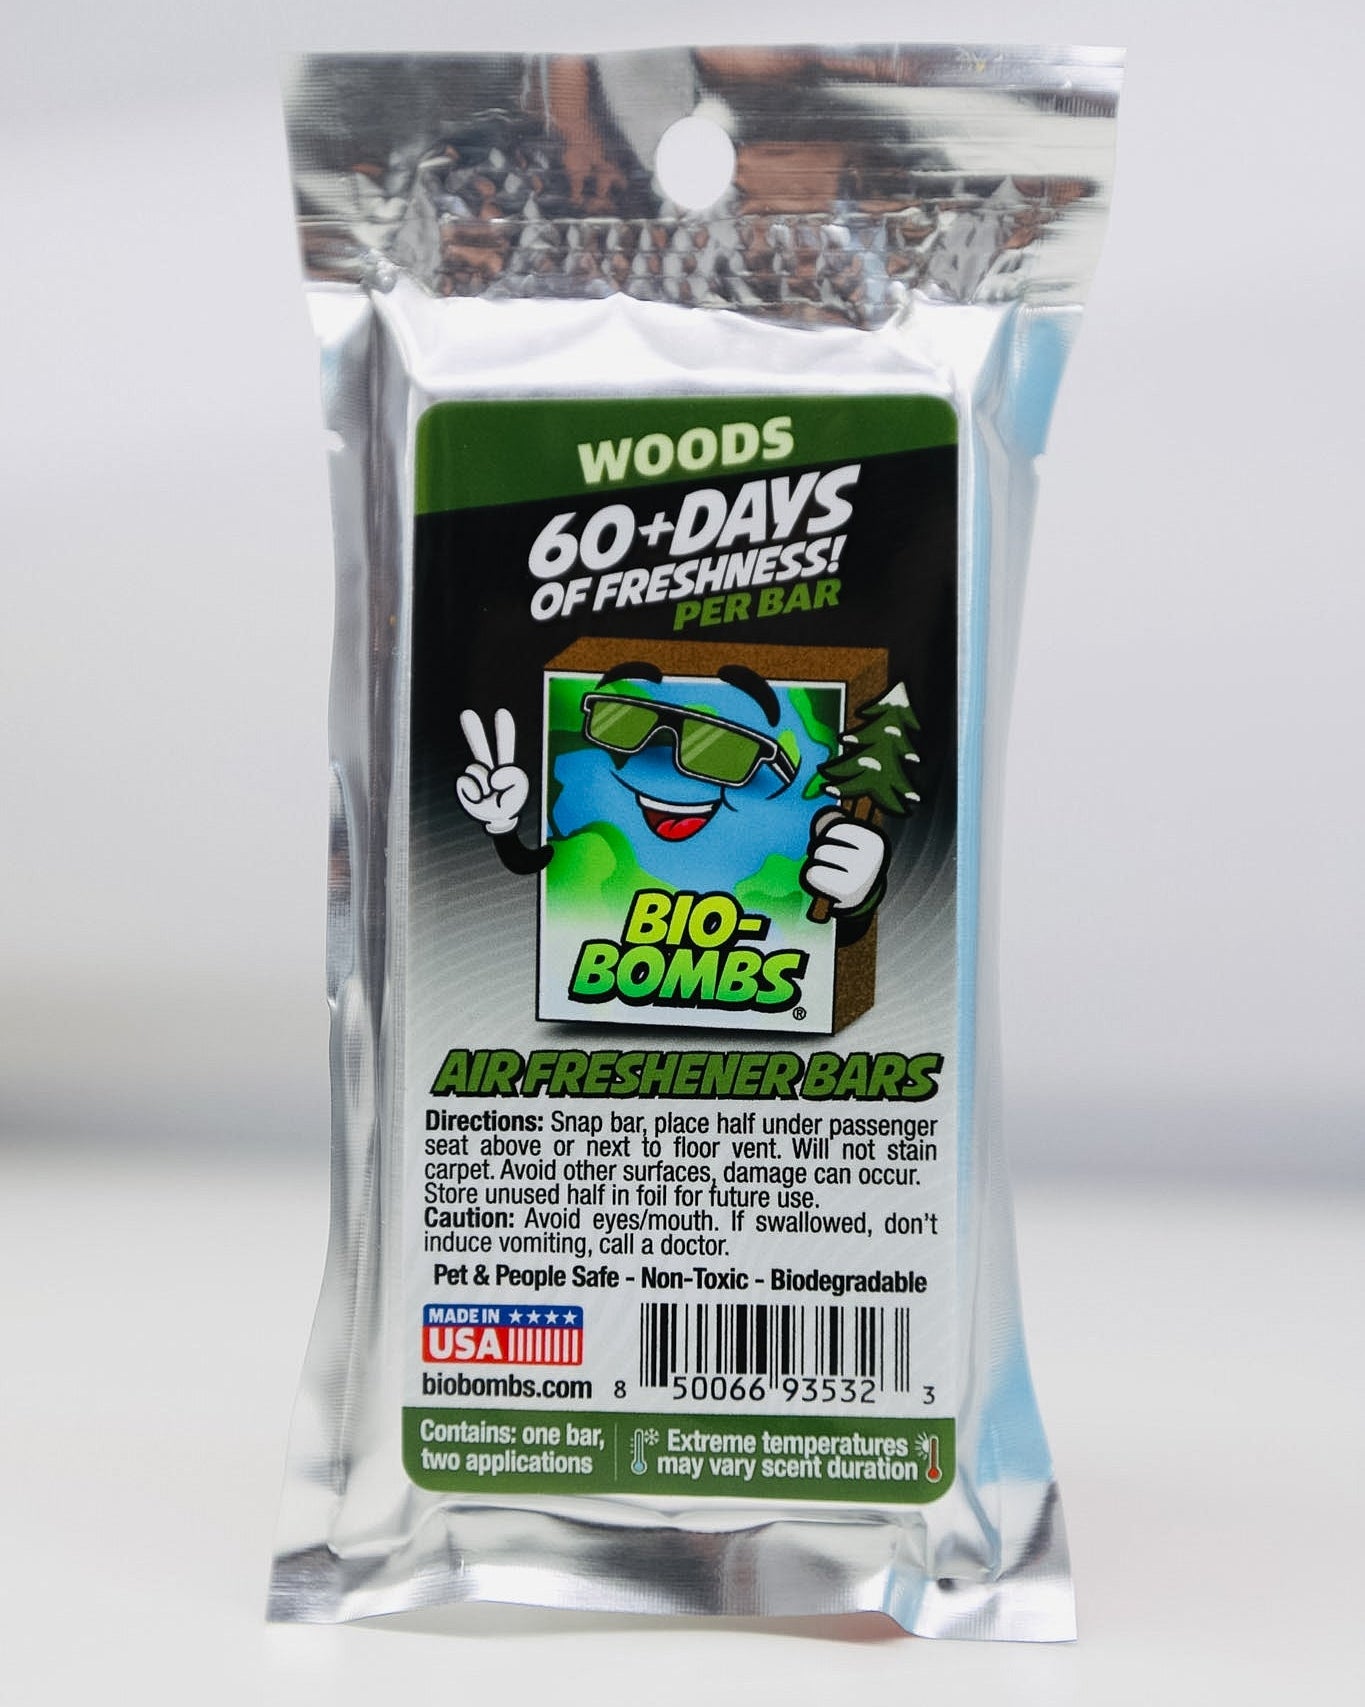 WOODS
60+DAYS
OF FRESHNESS!
PER BAR
BIO-
BOMBS®
AIR FRESHENER BARS
Directions: Snap bar, place half under passenger
seat above or next to floor vent. Will not stain
carpet. Avoid other surfaces, damage can occur.
Store unused half in foil for future use.
Caution: Avoid eyes/mouth. If swallowed, don't
induce vomiting, call a doctor.
Pet & People Safe - Non-Toxic - Biodegradable
MADE IN
USA
biobombs.com
8 50066 93532 3
Contains: one bar,
two applications
Extreme temperatures
may vary scent duration